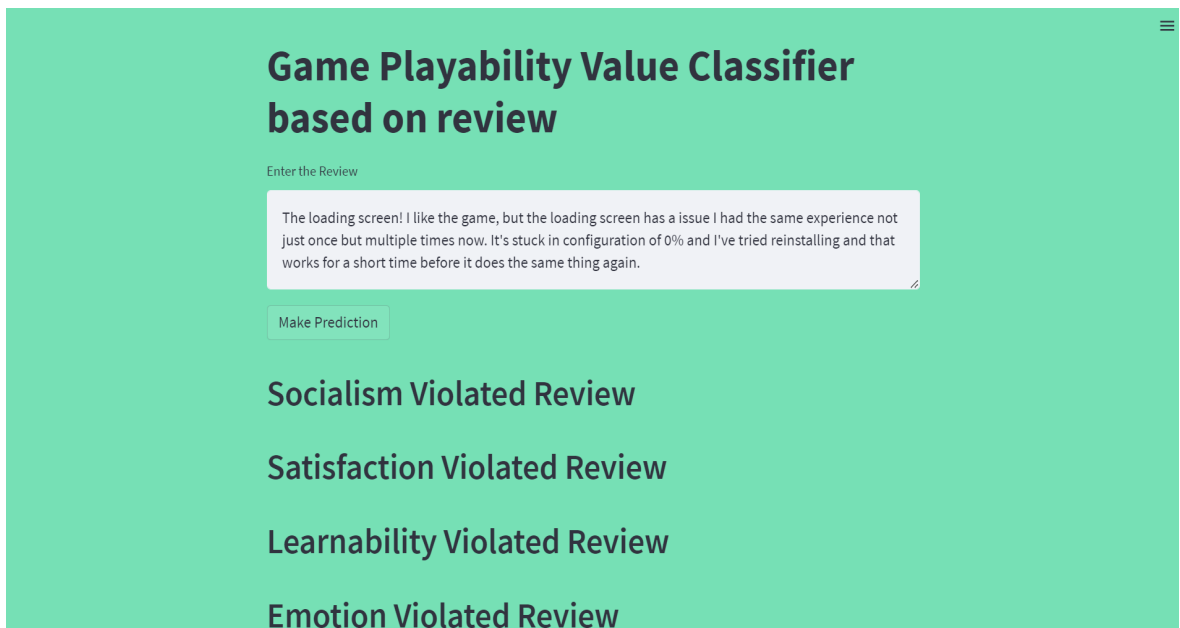 Game Playability Value Classifier
based on review
Enter the Review
The loading screen! I like the game, but the loading screen has a issue I had the same experience not
just once but multiple times now. It's stuck in configuration of 0% and I've tried reinstalling and that
works for a short time before it does the same thing again.
Make Prediction
Socialism Violated Review
Satisfaction Violated Review
Learnability Violated Review
Emotion Violated Review